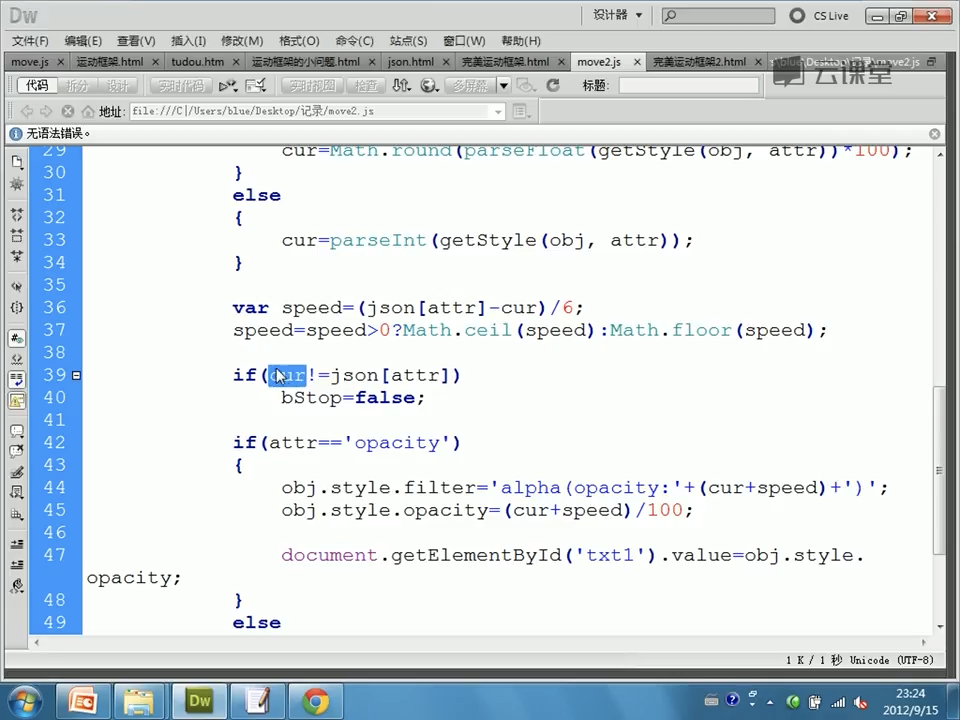 Dw
设计器
CS Live
文件(F) 编辑(E) 查看(V) 插入(I) 修改(M) 格式(O) 命令(C) 站点(S) 窗口(W) 帮助(H)
move.js 运动框架.html tudou.htm 运动框架的小问题.html json.html 完美运动框架.html move2.js 完美运动框架2.html \blue\Desktop\记录\move2.js
云课堂
代码 拆分 设计 实时代码 实时视图 检查 多屏幕 标题:
地址: file:///C|/Users/blue/Desktop/记录/move2.js
无语法错误。
29 cur=Math.round(parseFloat(getStyle(obj, attr))*100);
30 }
31 else
32 {
33 cur=parseInt(getStyle(obj, attr));
34 }
35
36 var speed=(json[attr]-cur)/6;
37 speed=speed>0?Math.ceil(speed):Math.floor(speed);
38
39 if(cur!=json[attr])
40 bStop=false;
41
42 if(attr=='opacity')
43 {
44 obj.style.filter='alpha(opacity:'+(cur+speed)+')';
45 obj.style.opacity=(cur+speed)/100;
46
47 document.getElementById('txt1').value=obj.style.
opacity;
48 }
49 else
1 K / 1 秒 Unicode (UTF-8)
Dw
23:24
2012/9/15